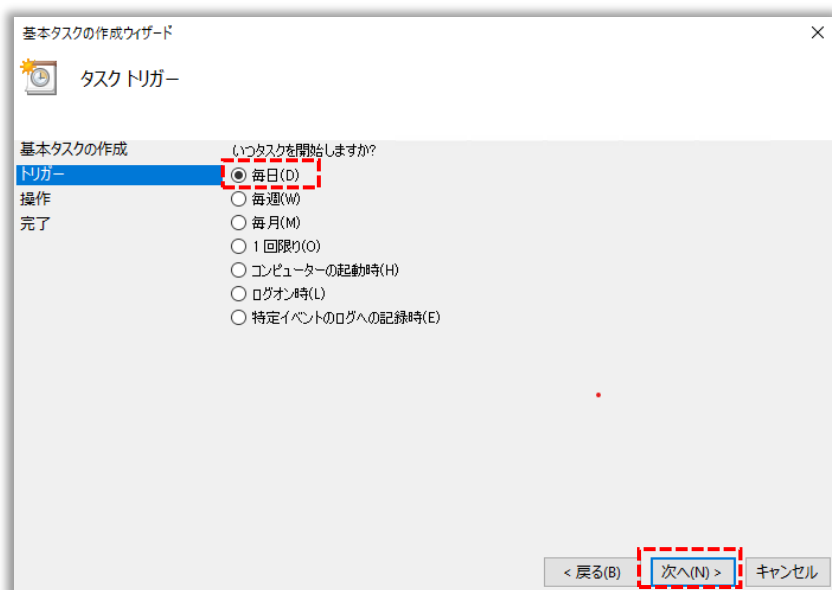 基本タスクの作成ウィザード
タスク トリガー
基本タスクの作成
いつタスクを開始しますか?
トリガー
毎日(D)
操作
毎週(W)
完了
毎月(M)
1 回限り(O)
コンピューターの起動時(H)
ログオン時(L)
特定イベントのログへの記録時(E)
< 戻る(B)
次へ(N) >
キャンセル